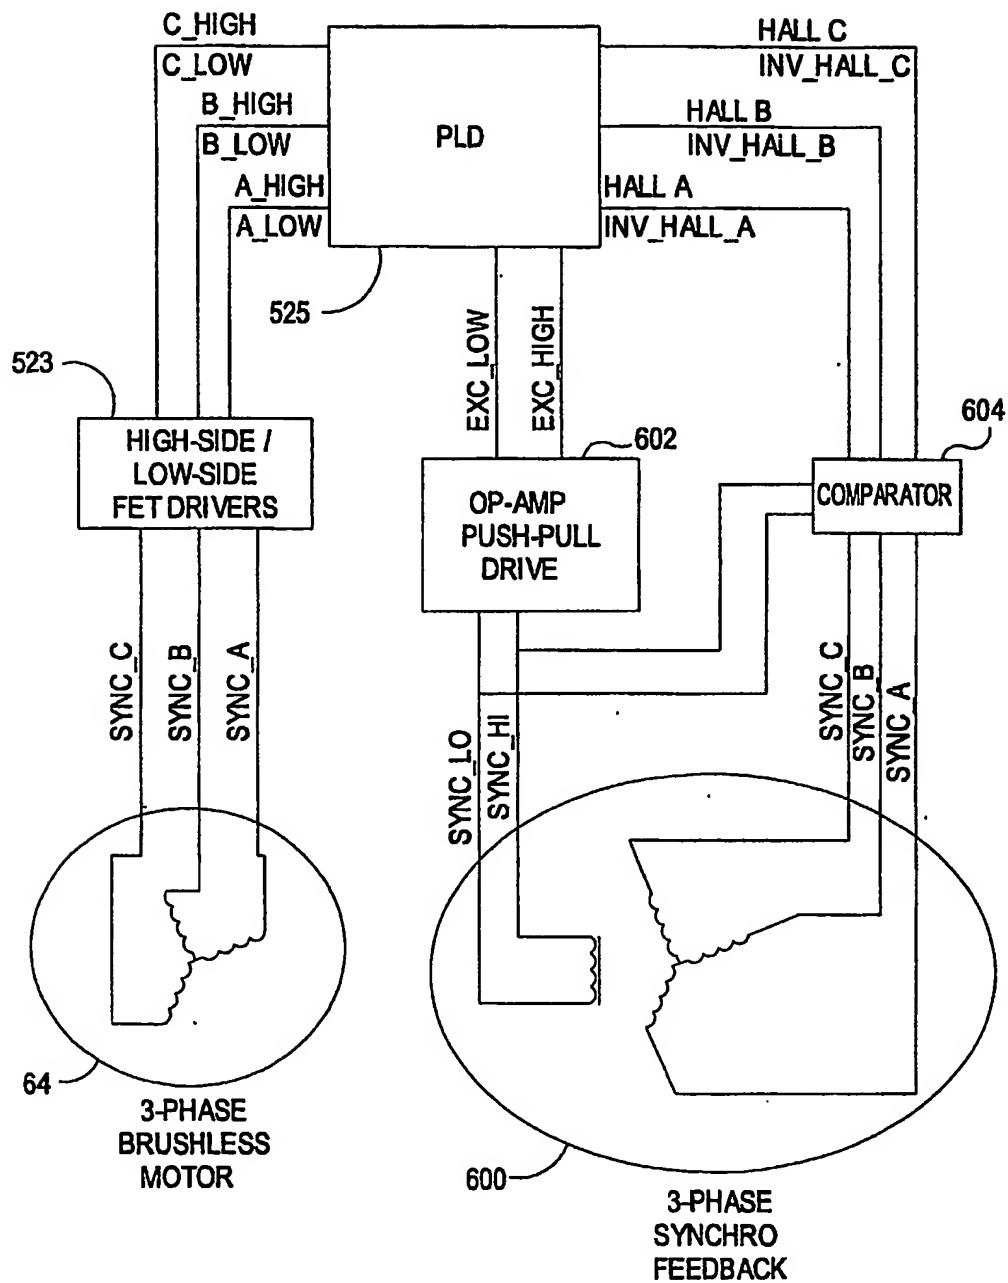 C_HIGH
C_LOW
B_HIGH
B_LOW
A_HIGH
A_LOW
PLD
HALL C
INV_HALL_C
HALL B
INV_HALL_B
HALL A
INV_HALL_A
525
523
EXC_LOW
EXC_HIGH
602
604
HIGH-SIDE /
LOW-SIDE
FET DRIVERS
OP-AMP
PUSH-PULL
DRIVE
COMPARATOR
SYNC_C
SYNC_B
SYNC_A
SYNC_LO
SYNC_HI
SYNC_C
SYNC_B
SYNC_A
64
3-PHASE
BRUSHLESS
MOTOR
600
3-PHASE
SYNCHRO
FEEDBACK